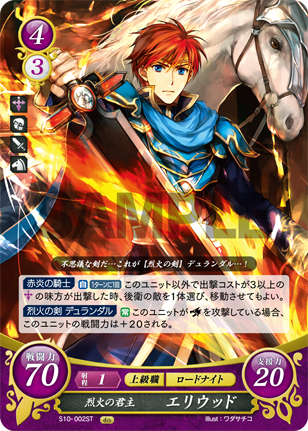 4
3
SAMPLE
不思議な剣だ…これが【烈火の剣】デュランダル…!
赤炎の騎士 自 1ターンに1回 このユニット以外で出撃コストが3以上の
の味方が出撃した時、後衛の敵を1体選び、移動させてもよい。
烈火の剣 デュランダル 常 このユニットが を攻撃している場合、
このユニットの戦闘力は+20される。
戦闘力
70
射程 1 上級職 ロードナイト
支援力
20
烈火の君主 エリウッド
S10-002ST Illust:ワダサチコ